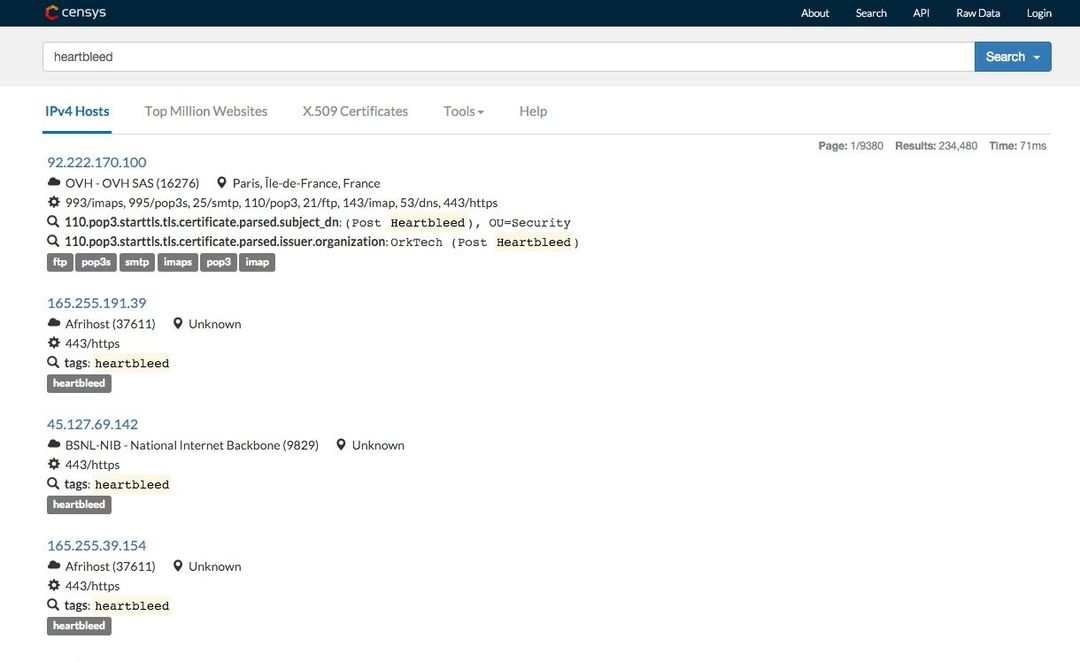 censys
About Search API Raw Data Login
heartbleed
Search
IPv4 Hosts Top Million Websites X.509 Certificates Tools Help
Page: 1/9380 Results: 234,480 Time: 71ms
92.222.170.100
OVH - OVH SAS (16276) Paris, Île-de-France, France
993/imaps, 995/pop3s, 25/smtp, 110/pop3, 21/ftp, 143/imap, 53/dns, 443/https
110.pop3.starttls.tls.certificate.parsed.subject_dn: (Post Heartbleed), OU=Security
110.pop3.starttls.tls.certificate.parsed.issuer.organization: OrkTech (Post Heartbleed)
ftp pop3s smtp imaps pop3 imap
165.255.191.39
Afrihost (37611) Unknown
443/https
tags: heartbleed
heartbleed
45.127.69.142
BSNL-NIB - National Internet Backbone (9829) Unknown
443/https
tags: heartbleed
heartbleed
165.255.39.154
Afrihost (37611) Unknown
443/https
tags: heartbleed
heartbleed